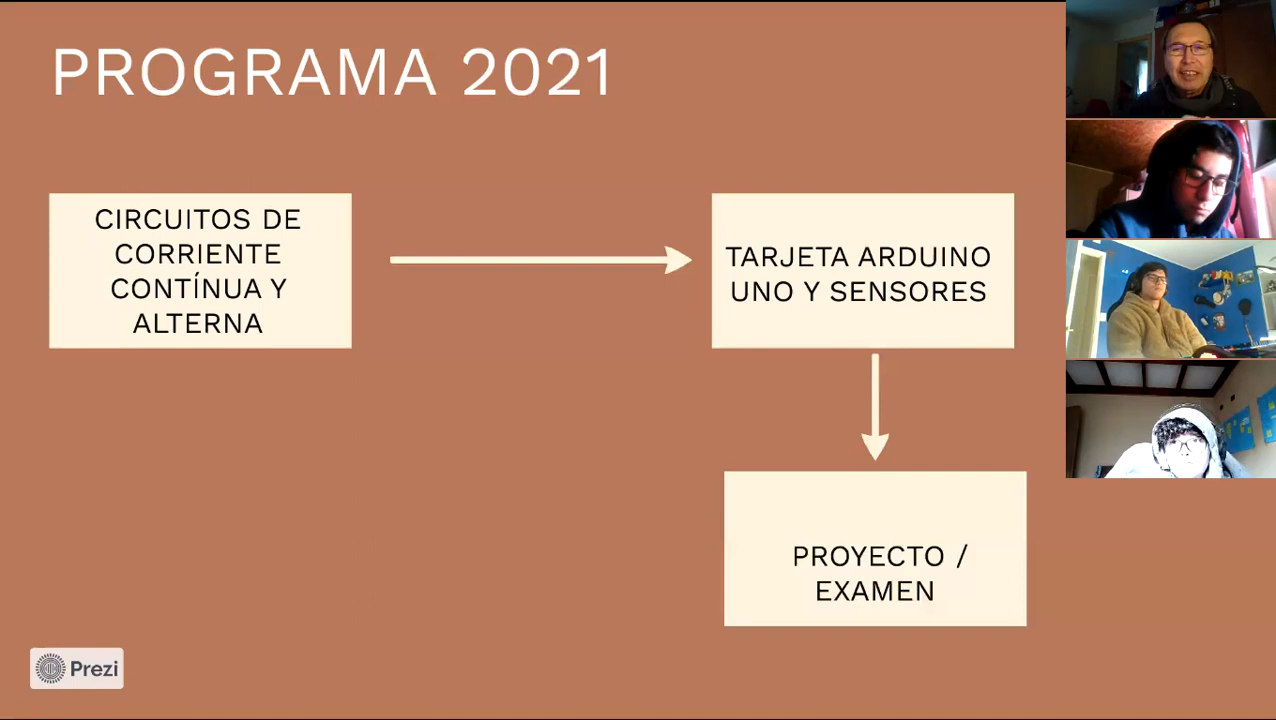 PROGRAMA 2021
CIRCUITOS DE
CORRIENTE
CONTÍNUA Y
ALTERNA
TARJETA ARDUINO
UNO Y SENSORES
PROYECTO /
EXAMEN
Prezi